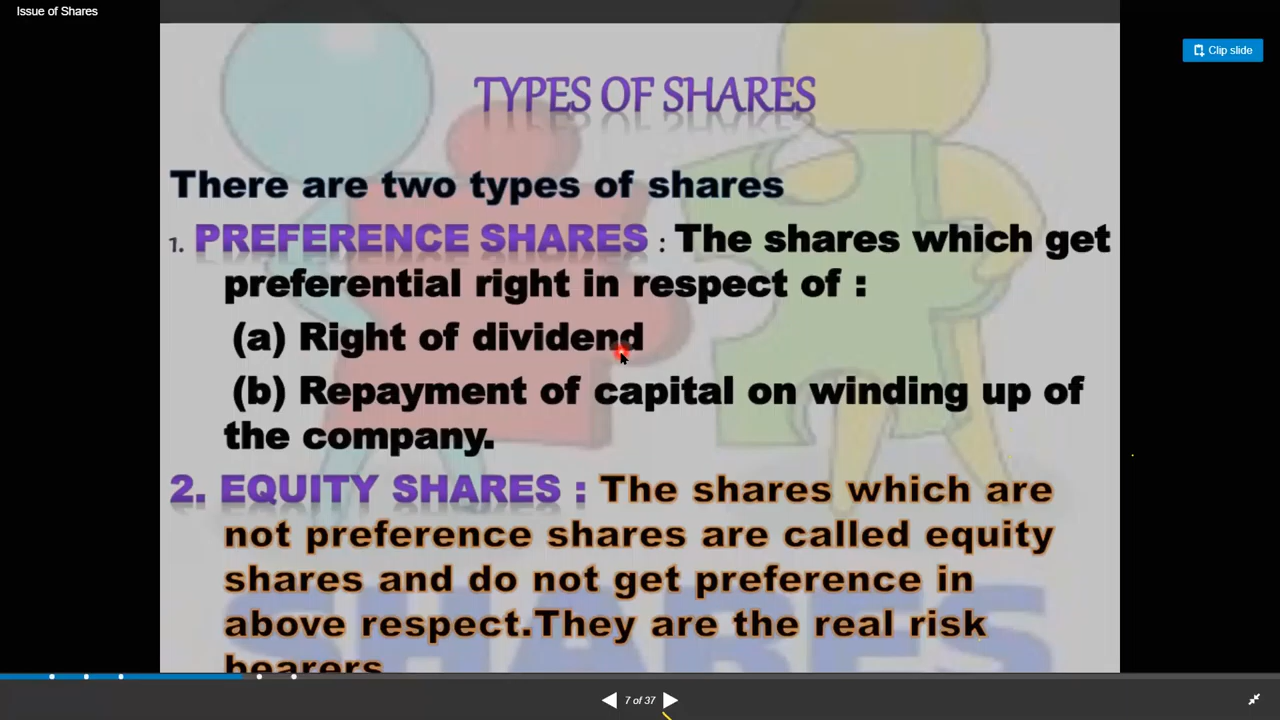 Issue of Shares
Clip slide
TYPES OF SHARES
There are two types of shares
1. PREFERENCE SHARES : The shares which get
preferential right in respect of :
(a) Right of dividend
(b) Repayment of capital on winding up of
the company.
2. EQUITY SHARES : The shares which are
not preference shares are called equity
shares and do not get preference in
above respect.They are the real risk
bearers
SHARES
7 of 37